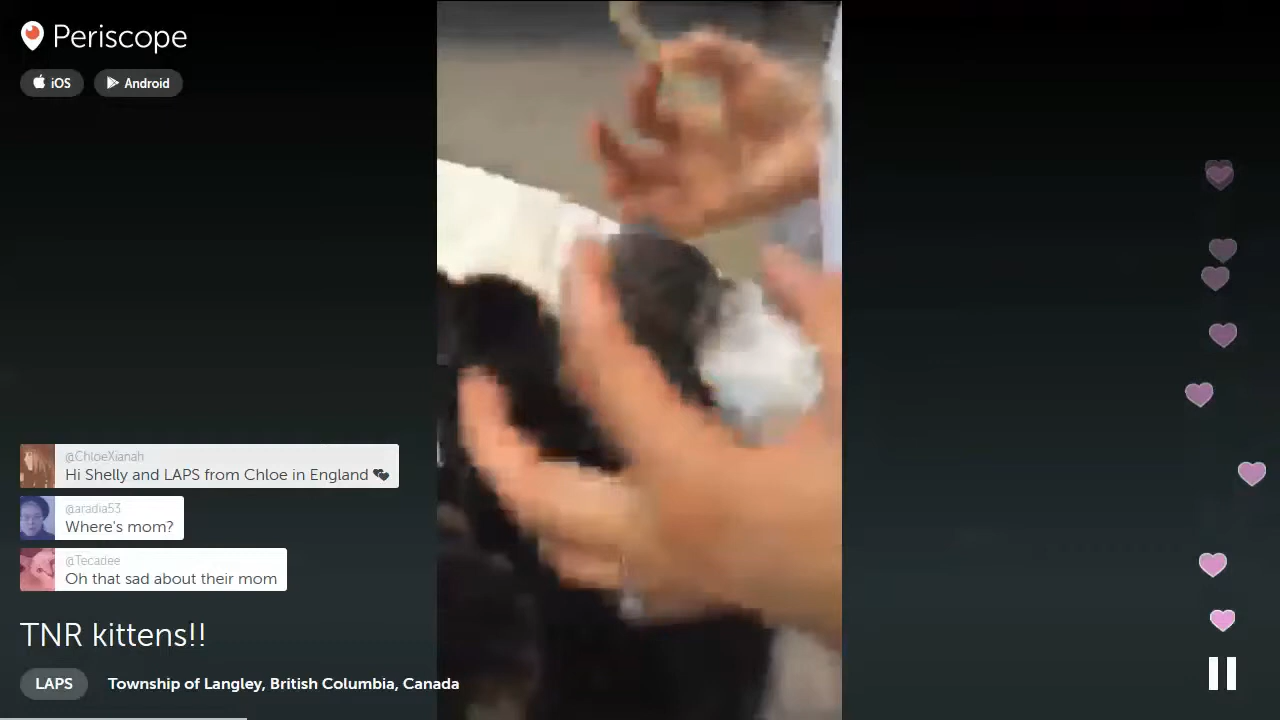 Periscope
iOS
Android
@ChloeXianah
Hi Shelly and LAPS from Chloe in England
@aradia53
Where's mom?
@Tecadee
Oh that sad about their mom
TNR kittens!!
LAPS
Township of Langley, British Columbia, Canada